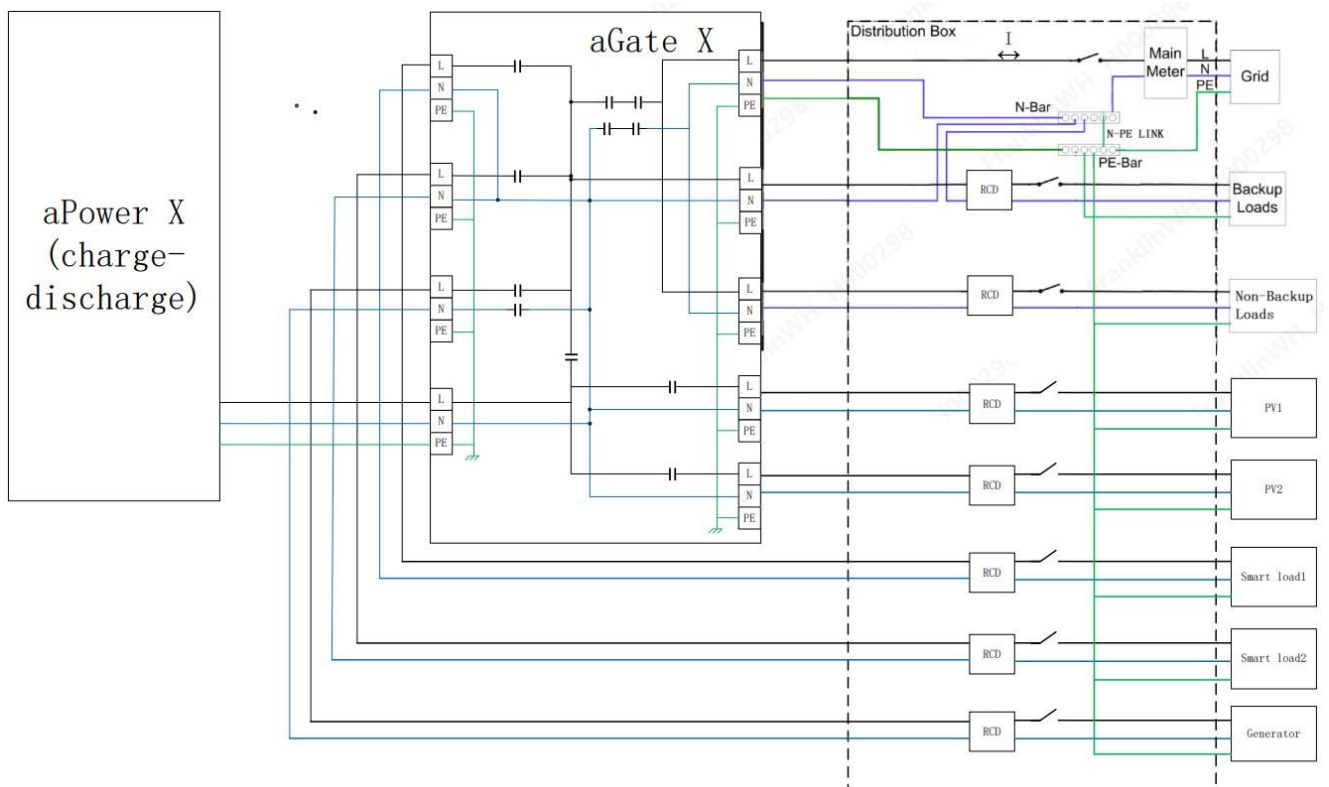 aPower X
(charge-
discharge)
aGate X
L
N
PE
L
N
PE
L
N
PE
L
N
PE
L
N
PE
L
N
PE
L
N
PE
L
N
PE
L
N
PE
Distribution Box
I
Main
Meter
L
N
PE
Grid
N-Bar
N-PE LINK
PE-Bar
RCD
Backup
Loads
RCD
Non-Backup
Loads
RCD
PV1
RCD
PV2
RCD
Smart load1
RCD
Smart load2
RCD
Generator